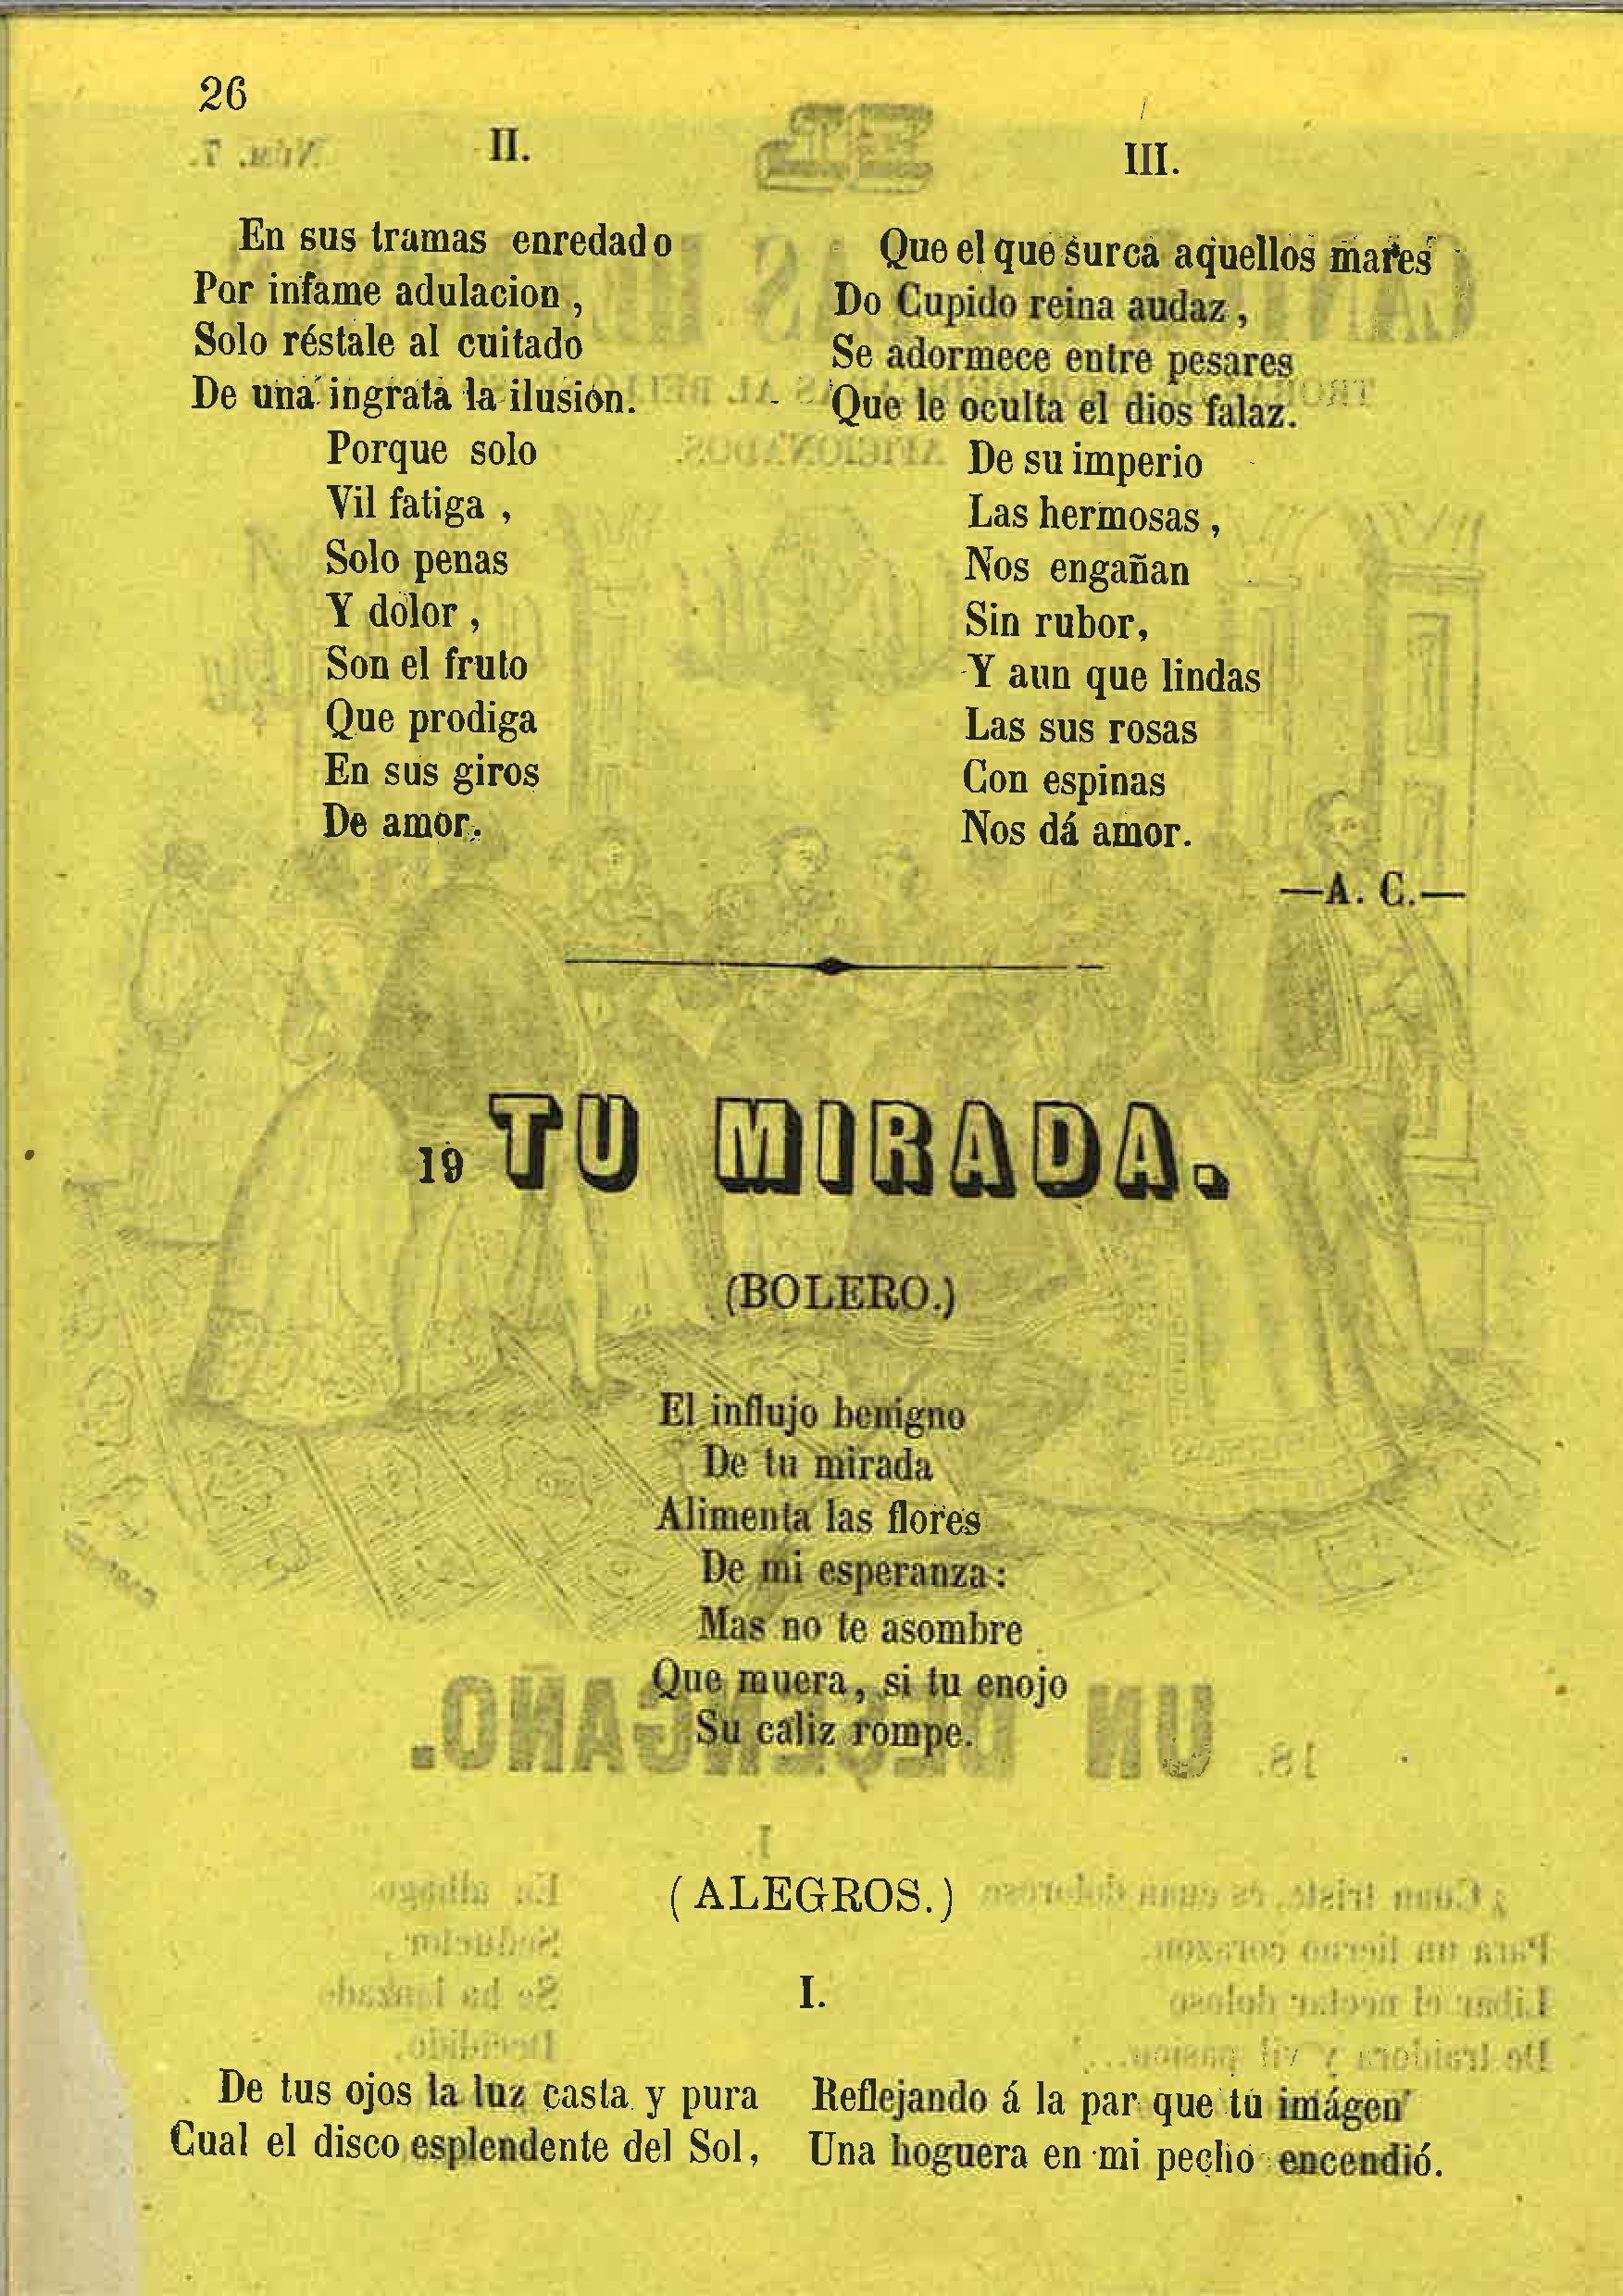 26
II.
En sus tramas enredado
Por infame adulacion ,
Solo réstale al cuitado
De una ingrata la ilusion.
Porque solo
Vil fatiga ,
Solo penas
Y dolor ,
Son el fruto
Que prodiga
En sus giros
De amor.
III.
Que el que surca aquellos mares
Do Cupido reina audaz ,
Se adormece entre pesares
Que le oculta el dios falaz.
De su imperio
Las hermosas ,
Nos engañan
Sin rubor,
Y aun que lindas
Las sus rosas
Con espinas
Nos dá amor.
—A. C.—
19 TU MIRADA.
(BOLERO.)
El influjo benigno
De tu mirada
Alimenta las flores
De mi esperanza:
Mas no te asombre
Que muera, si tu enojo
Su caliz rompe.
(ALEGROS.)
I.
De tus ojos la luz casta y pura
Cual el disco esplendente del Sol,
Reflejando á la par que tu imágen
Una hoguera en mi pecho encendió.